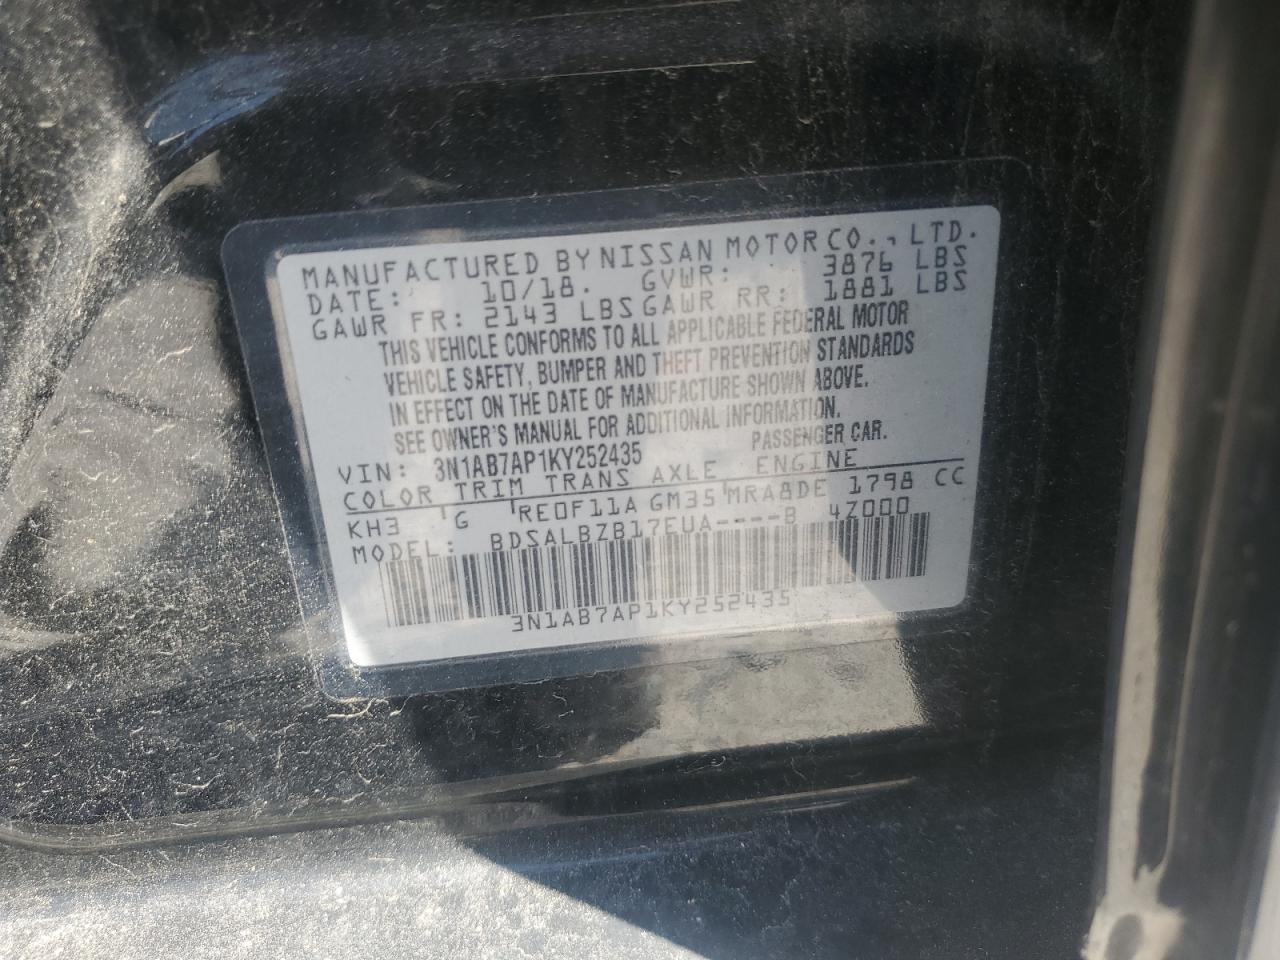 MANUFACTURED BY NISSAN MOTOR CO., LTD.
DATE: 10/18. GVWR: 3876 LBS
GAWR FR: 2143 LBS GAWR RR: 1881 LBS
THIS VEHICLE CONFORMS TO ALL APPLICABLE FEDERAL MOTOR
VEHICLE SAFETY, BUMPER AND THEFT PREVENTION STANDARDS
IN EFFECT ON THE DATE OF MANUFACTURE SHOWN ABOVE.
SEE OWNER'S MANUAL FOR ADDITIONAL INFORMATION.
VIN: 3N1AB7AP1KY252435 PASSENGER CAR.
COLOR TRIM TRANS AXLE ENGINE
KH3 G RE0F11A GM35 MRA8DE 1798 CC
MODEL: BDSALBZB17EUA----B 4Z000
3N1AB7AP1KY252435